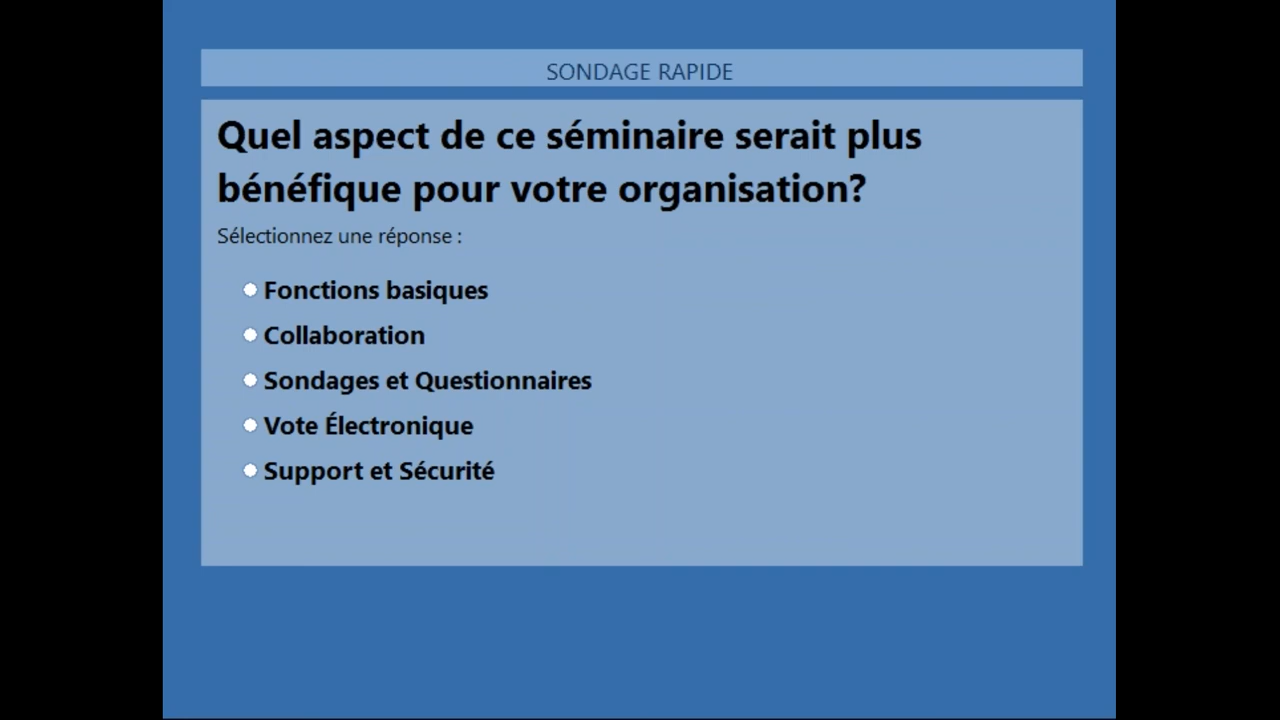 SONDAGE RAPIDE
Quel aspect de ce séminaire serait plus
bénéfique pour votre organisation?
Sélectionnez une réponse :
Fonctions basiques
Collaboration
Sondages et Questionnaires
Vote Électronique
Support et Sécurité